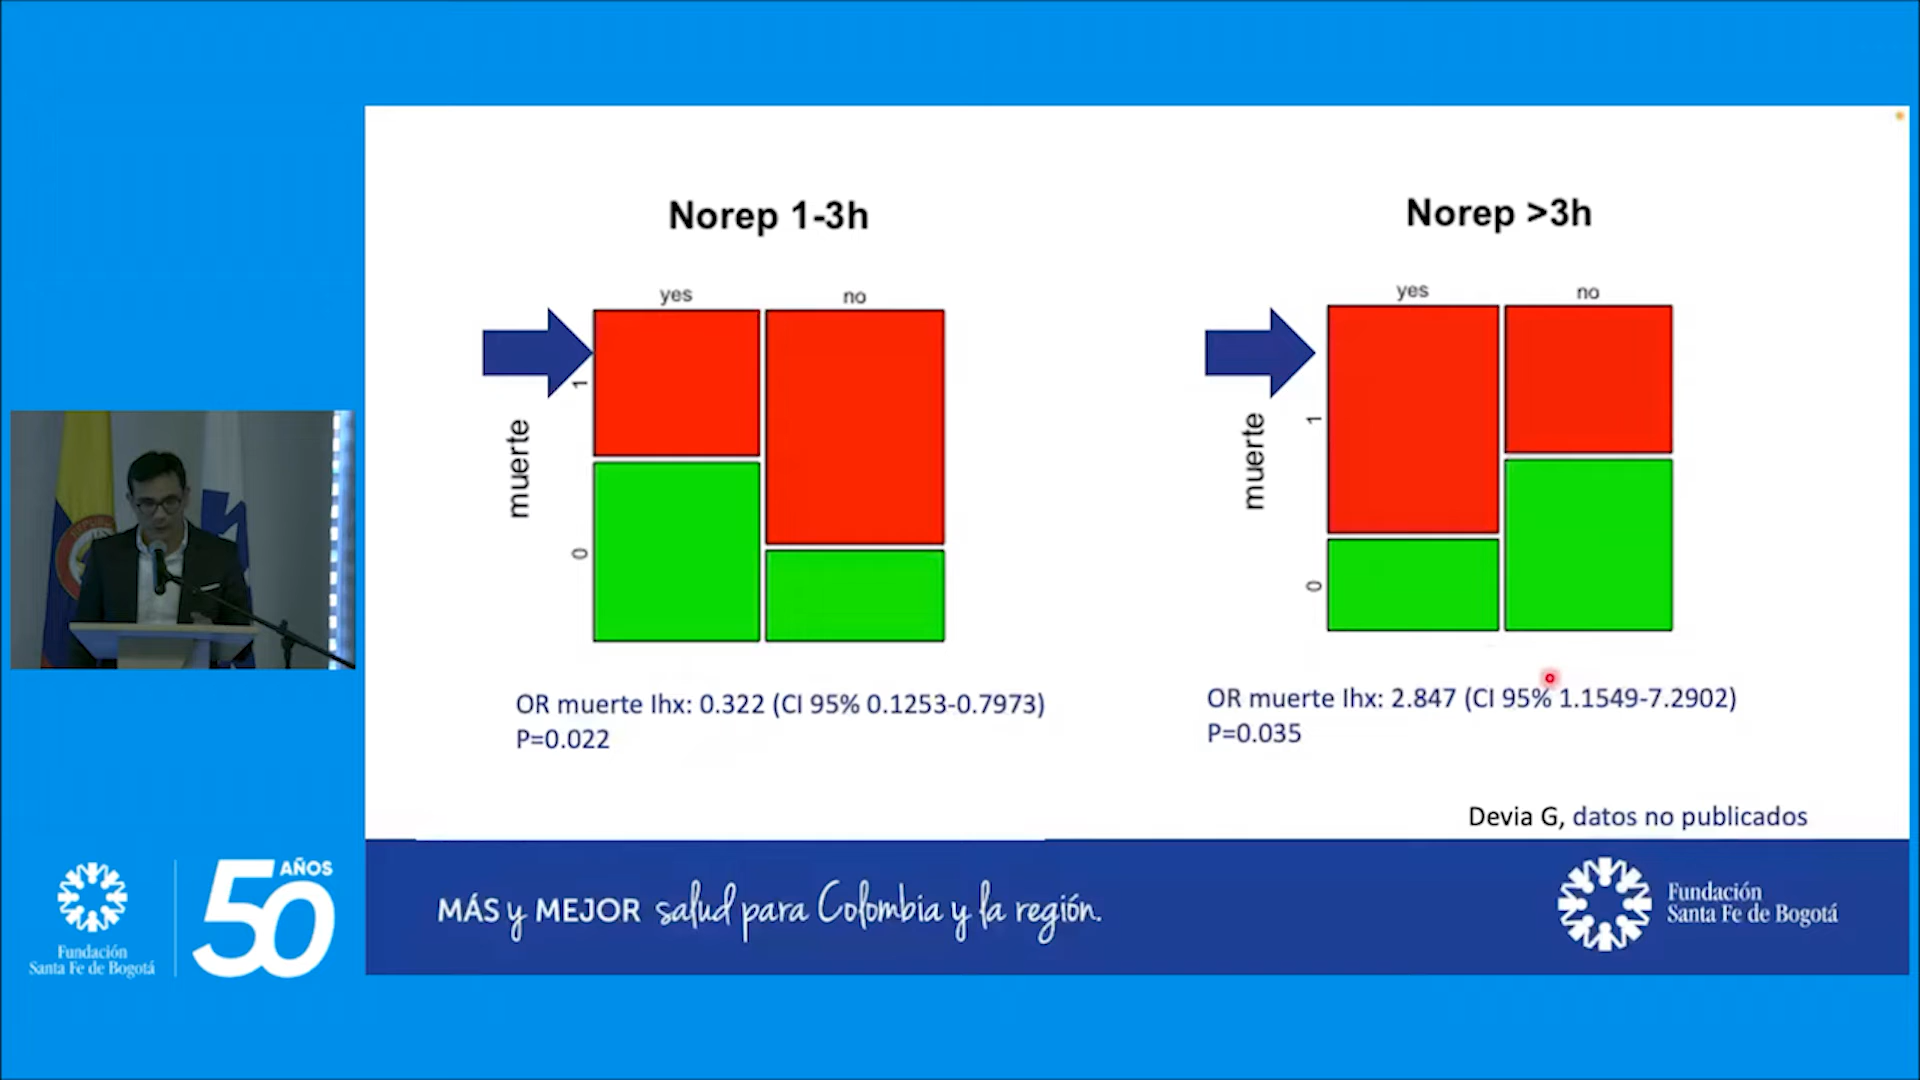 Norep 1-3h
yes
no
muerte
1
0
OR muerte Ihx: 0.322 (CI 95% 0.1253-0.7973)
P=0.022
Norep >3h
yes
no
muerte
1
0
OR muerte Ihx: 2.847 (CI 95% 1.1549-7.2902)
P=0.035
Devia G, datos no publicados
MÁS y MEJOR salud para Colombia y la región.
Fundación
Santa Fe de Bogotá
Fundación
Santa Fe de Bogotá
50
AÑOS